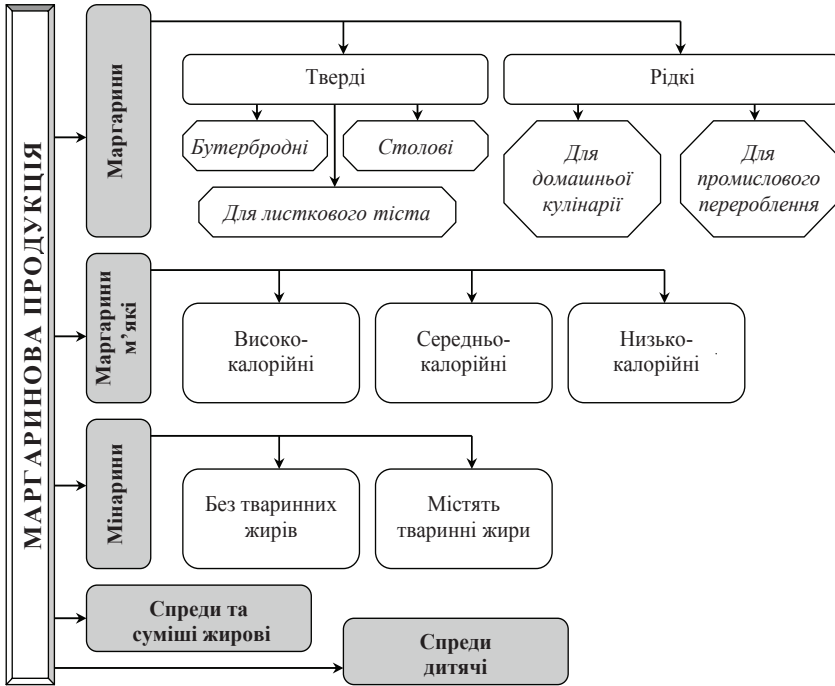 МАРГАРИНОВА ПРОДУКЦІЯ
Маргарини
Тверді
Рідкі
Бутербродні
Столові
Для листкового тіста
Для
домашньої
кулінарії
Для
промислового
перероблення
Маргарини
м’які
Високо-
калорійні
Середньо-
калорійні
Низько-
калорійні
Мінарини
Без тваринних
жирів
Містять
тваринні жири
Спреди та
суміші жирові
Спреди
дитячі